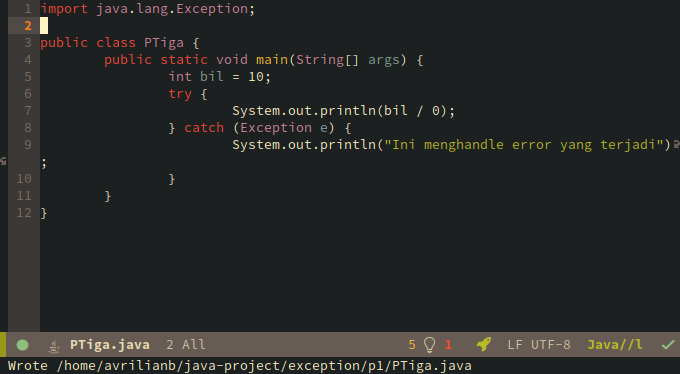 1 import java.lang.Exception;
2
3 public class PTiga {
4 public static void main(String[] args) {
5 int bil = 10;
6 try {
7 System.out.println(bil / 0);
8 } catch (Exception e) {
9 System.out.println("Ini menghandle error yang terjadi")
;
10 }
11 }
12 }
PTiga.java 2 All 5 1 LF UTF-8 Java//l
Wrote /home/avrilianb/java-project/exception/p1/PTiga.java